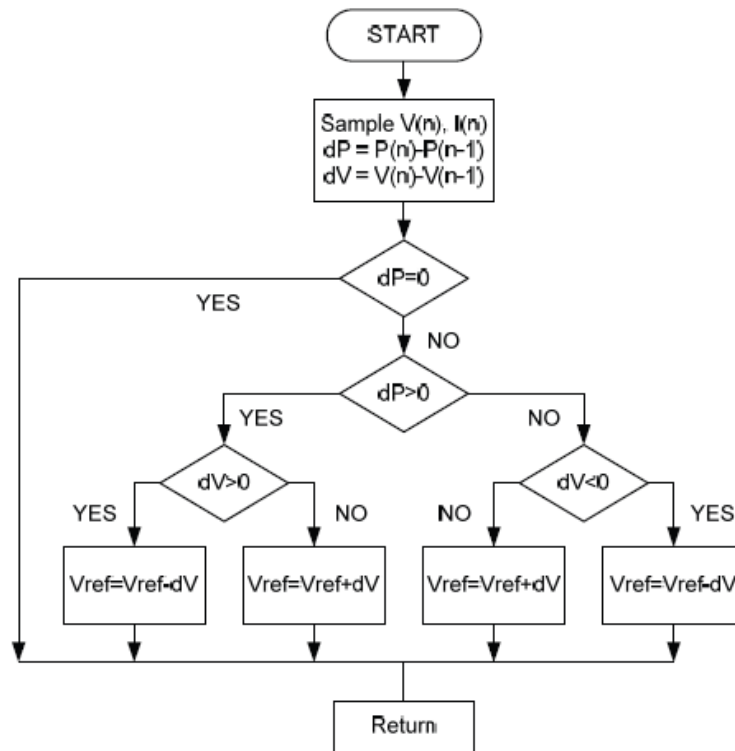 START
Sample V(n), I(n)
dP = P(n)-P(n-1)
dV = V(n)-V(n-1)
dP=0
YES
NO
dP>0
YES
NO
dV>0
dV<0
YES
NO
NO
YES
Vref=Vref-dV
Vref=Vref+dV
Vref=Vref+dV
Vref=Vref-dV
Return